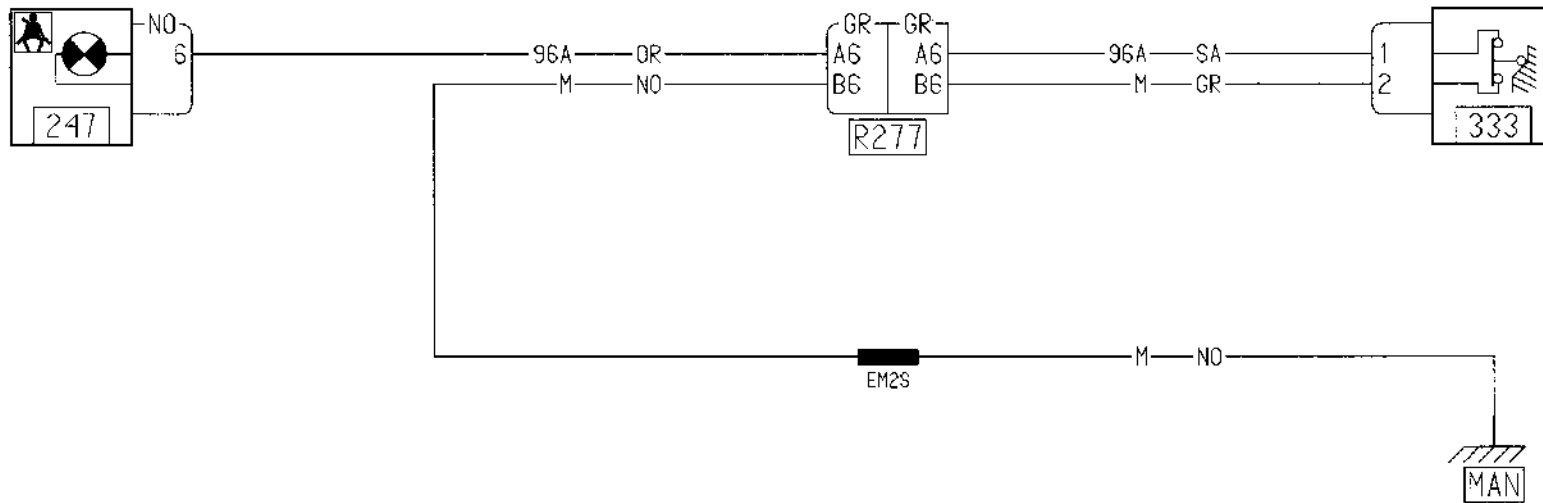 NO GR GR
6 96A OR A6 A6 96A SA 1
M NO B6 B6 M GR 2
247 R277 333
M NO
EM2S
MAN